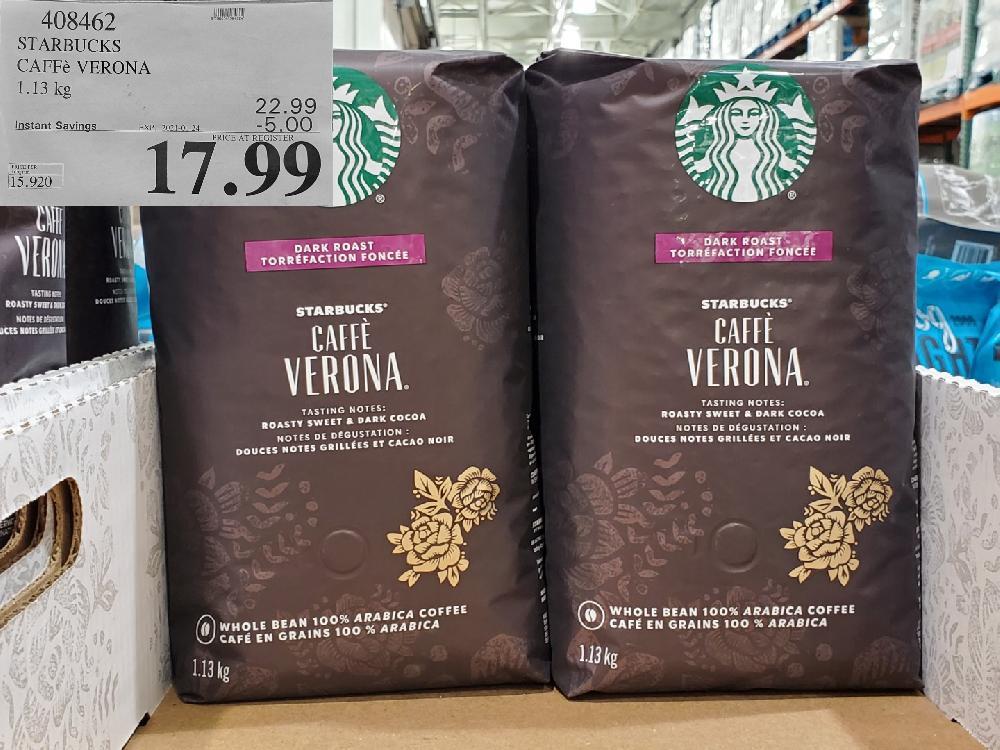 408462
STARBUCKS
CAFFè VERONA
1.13 kg
22.99
Instant Savings
-5.00
PRICE AT REGISTER
17.99
15.920
DARK ROAST
TORRÉFACTION FONCÉE
STARBUCKS®
CAFFÈ
VERONA®
TASTING NOTES:
ROASTY SWEET & DARK COCOA
NOTES DE DÉGUSTATION :
DOUCES NOTES GRILLÉES ET CACAO NOIR
WHOLE BEAN 100% ARABICA COFFEE
CAFÉ EN GRAINS 100 % ARABICA
1.13 kg
DARK ROAST
TORRÉFACTION FONCÉE
STARBUCKS®
CAFFÈ
VERONA®
TASTING NOTES:
ROASTY SWEET & DARK COCOA
NOTES DE DÉGUSTATION :
DOUCES NOTES GRILLÉES ET CACAO NOIR
WHOLE BEAN 100% ARABICA COFFEE
CAFÉ EN GRAINS 100 % ARABICA
1.13 kg